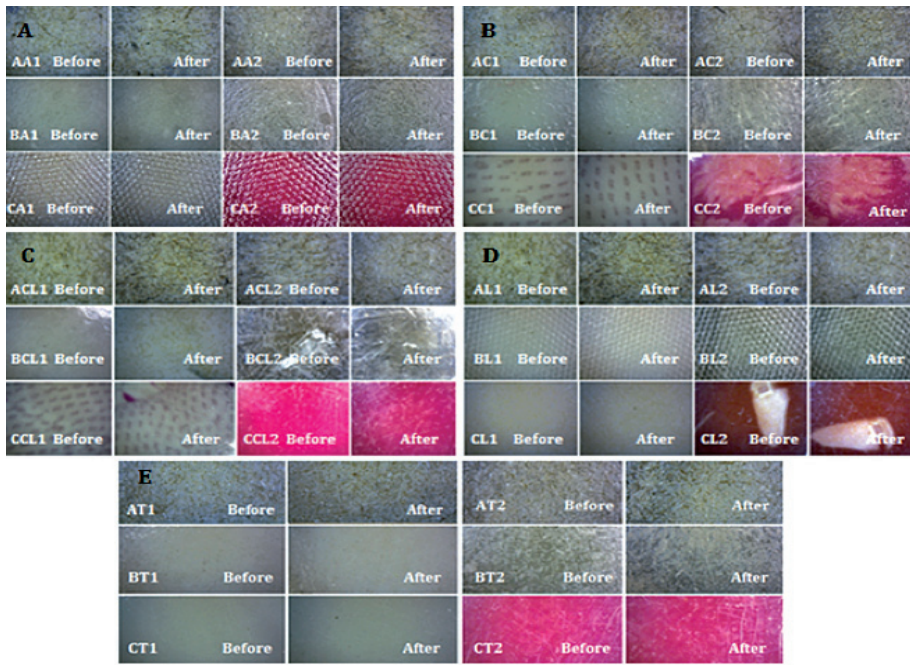 A
AA1 Before After AA2 Before After
BA1 Before After BA2 Before After
CA1 Before After CA2 Before After
B
AC1 Before After AC2 Before After
BC1 Before After BC2 Before After
CC1 Before After CC2 Before After
C
ACL1 Before After ACL2 Before After
BCL1 Before After BCL2 Before After
CCL1 Before After CCL2 Before After
D
AL1 Before After AL2 Before After
BL1 Before After BL2 Before After
CL1 Before After CL2 Before After
E
AT1 Before After AT2 Before After
BT1 Before After BT2 Before After
CT1 Before After CT2 Before After